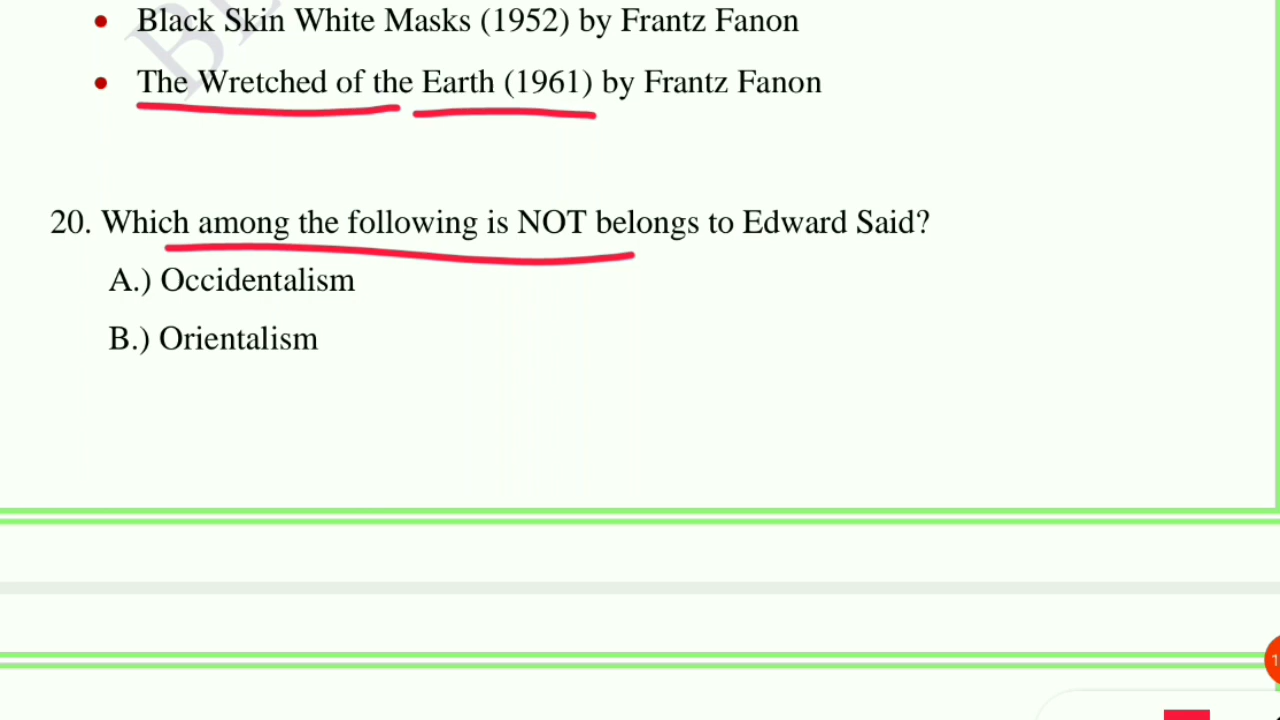 Black Skin White Masks (1952) by Frantz Fanon
The Wretched of the Earth (1961) by Frantz Fanon
20. Which among the following is NOT belongs to Edward Said?
A.) Occidentalism
B.) Orientalism